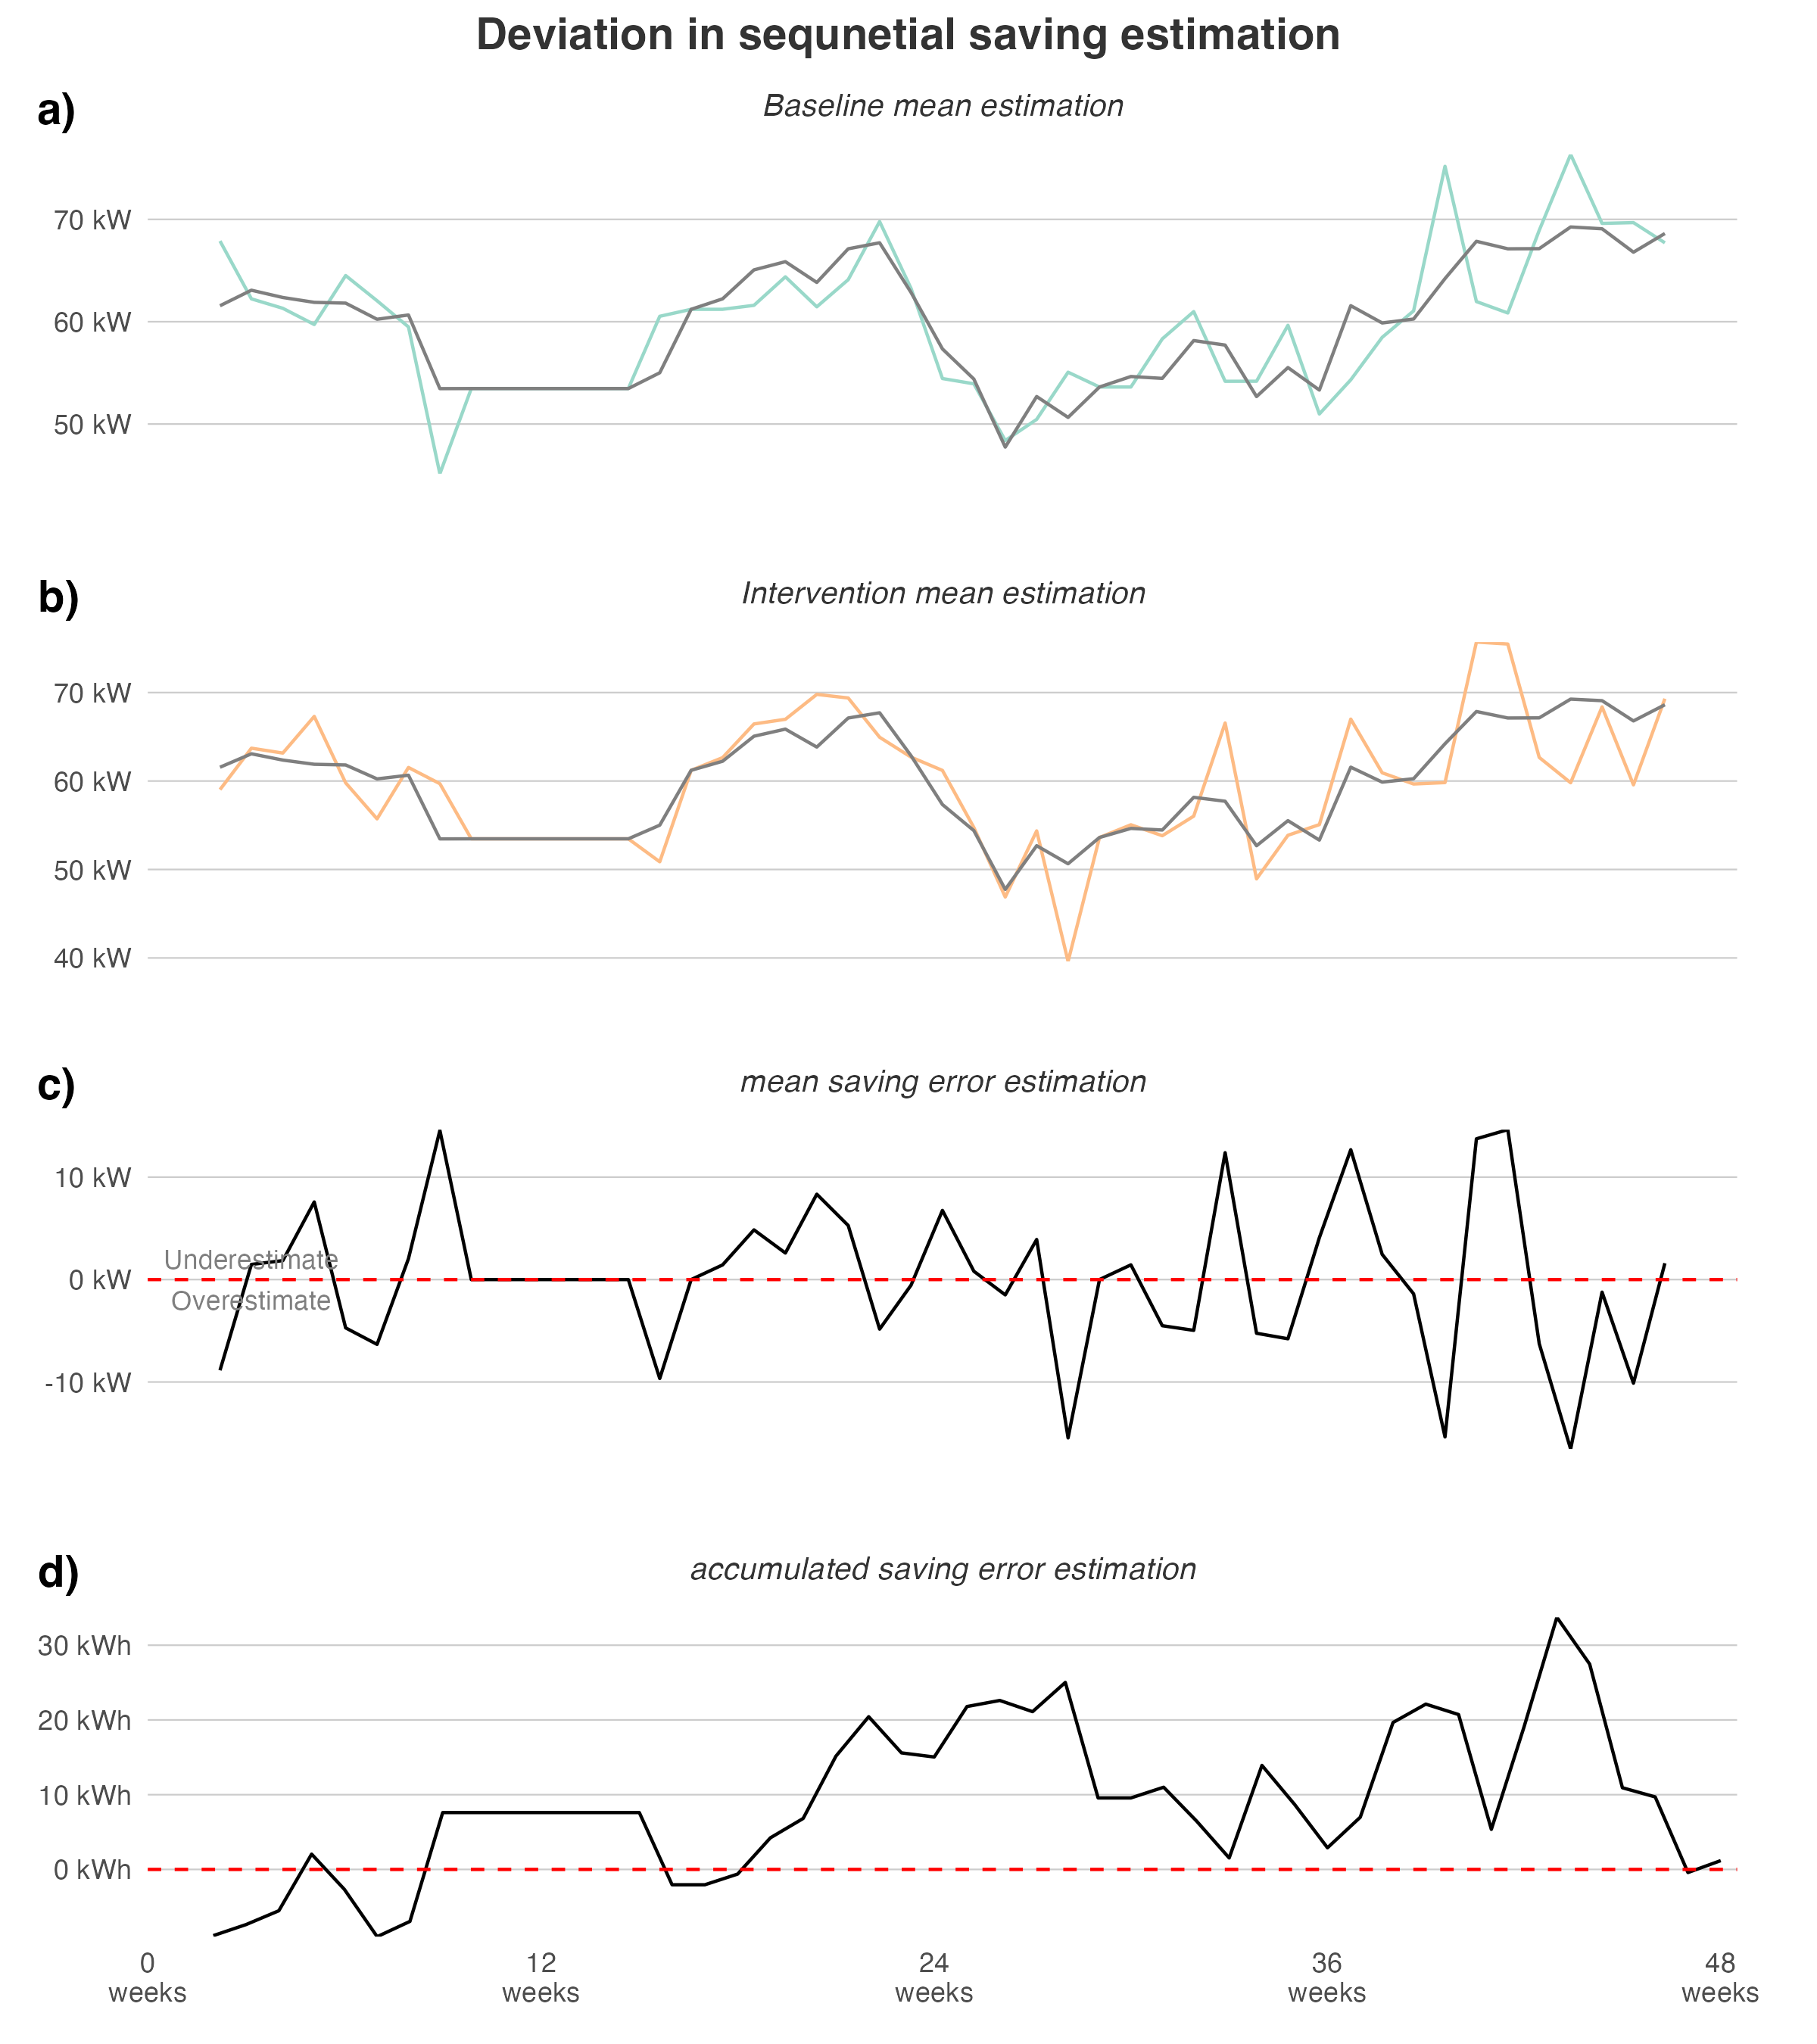 Deviation in sequnetial saving estimation
a)
Baseline mean estimation
70 kW
60 kW
50 kW
b)
Intervention mean estimation
70 kW
60 kW
50 kW
40 kW
c)
mean saving error estimation
10 kW
Underestimate
0 kW
Overestimate
-10 kW
d)
accumulated saving error estimation
30 kWh
20 kWh
10 kWh
0 kWh
0 12 24 36 48
weeks weeks weeks weeks weeks